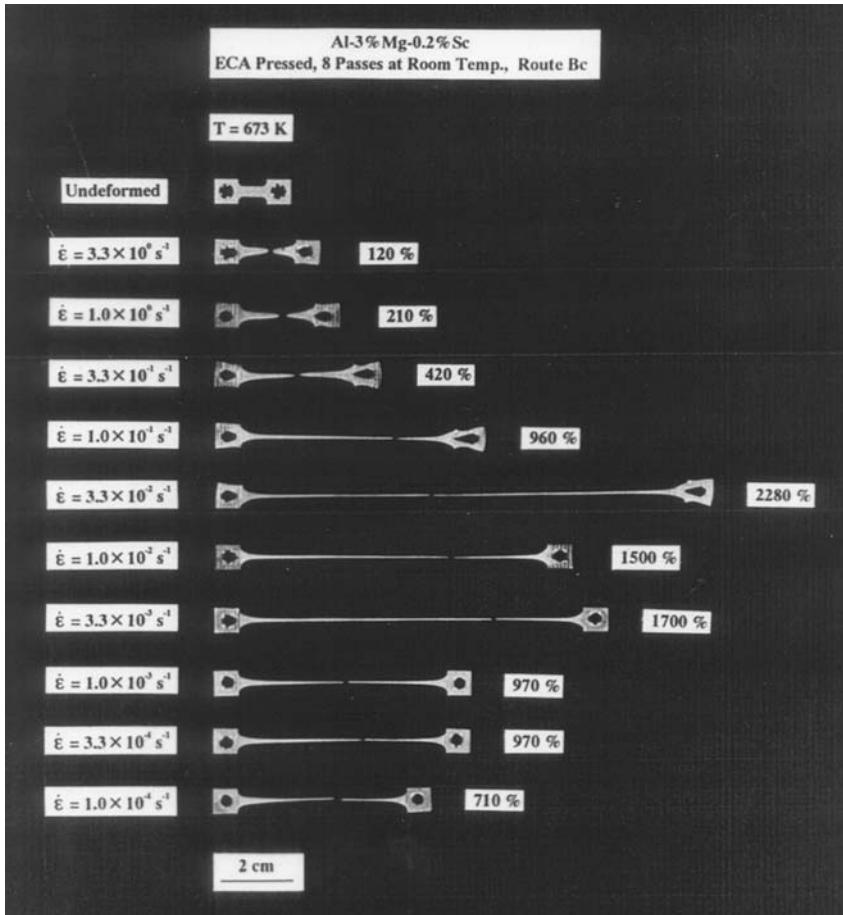 Al-3%Mg-0.2%Sc
ECA Pressed, 8 Passes at Room Temp., Route Bc
T = 673 K
Undeformed
ε̇ = 3.3×10⁰ s⁻¹ 120 %
ε̇ = 1.0×10⁰ s⁻¹ 210 %
ε̇ = 3.3×10⁻¹ s⁻¹ 420 %
ε̇ = 1.0×10⁻¹ s⁻¹ 960 %
ε̇ = 3.3×10⁻² s⁻¹ 2280 %
ε̇ = 1.0×10⁻² s⁻¹ 1500 %
ε̇ = 3.3×10⁻³ s⁻¹ 1700 %
ε̇ = 1.0×10⁻³ s⁻¹ 970 %
ε̇ = 3.3×10⁻⁴ s⁻¹ 970 %
ε̇ = 1.0×10⁻⁴ s⁻¹ 710 %
2 cm